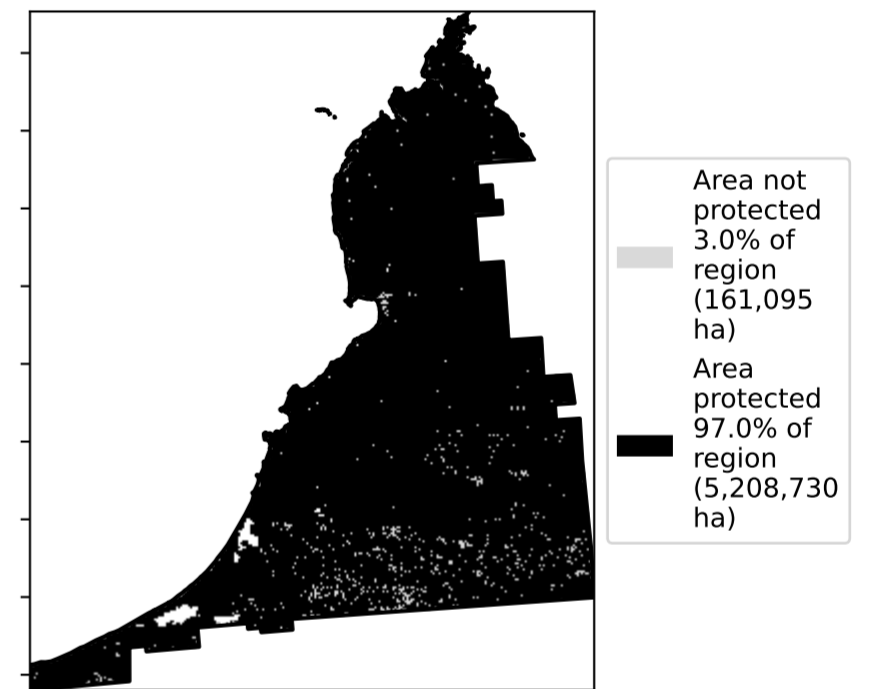 Area not
protected
3.0% of
region
(161,095
ha)
Area
protected
97.0% of
region
(5,208,730
ha)